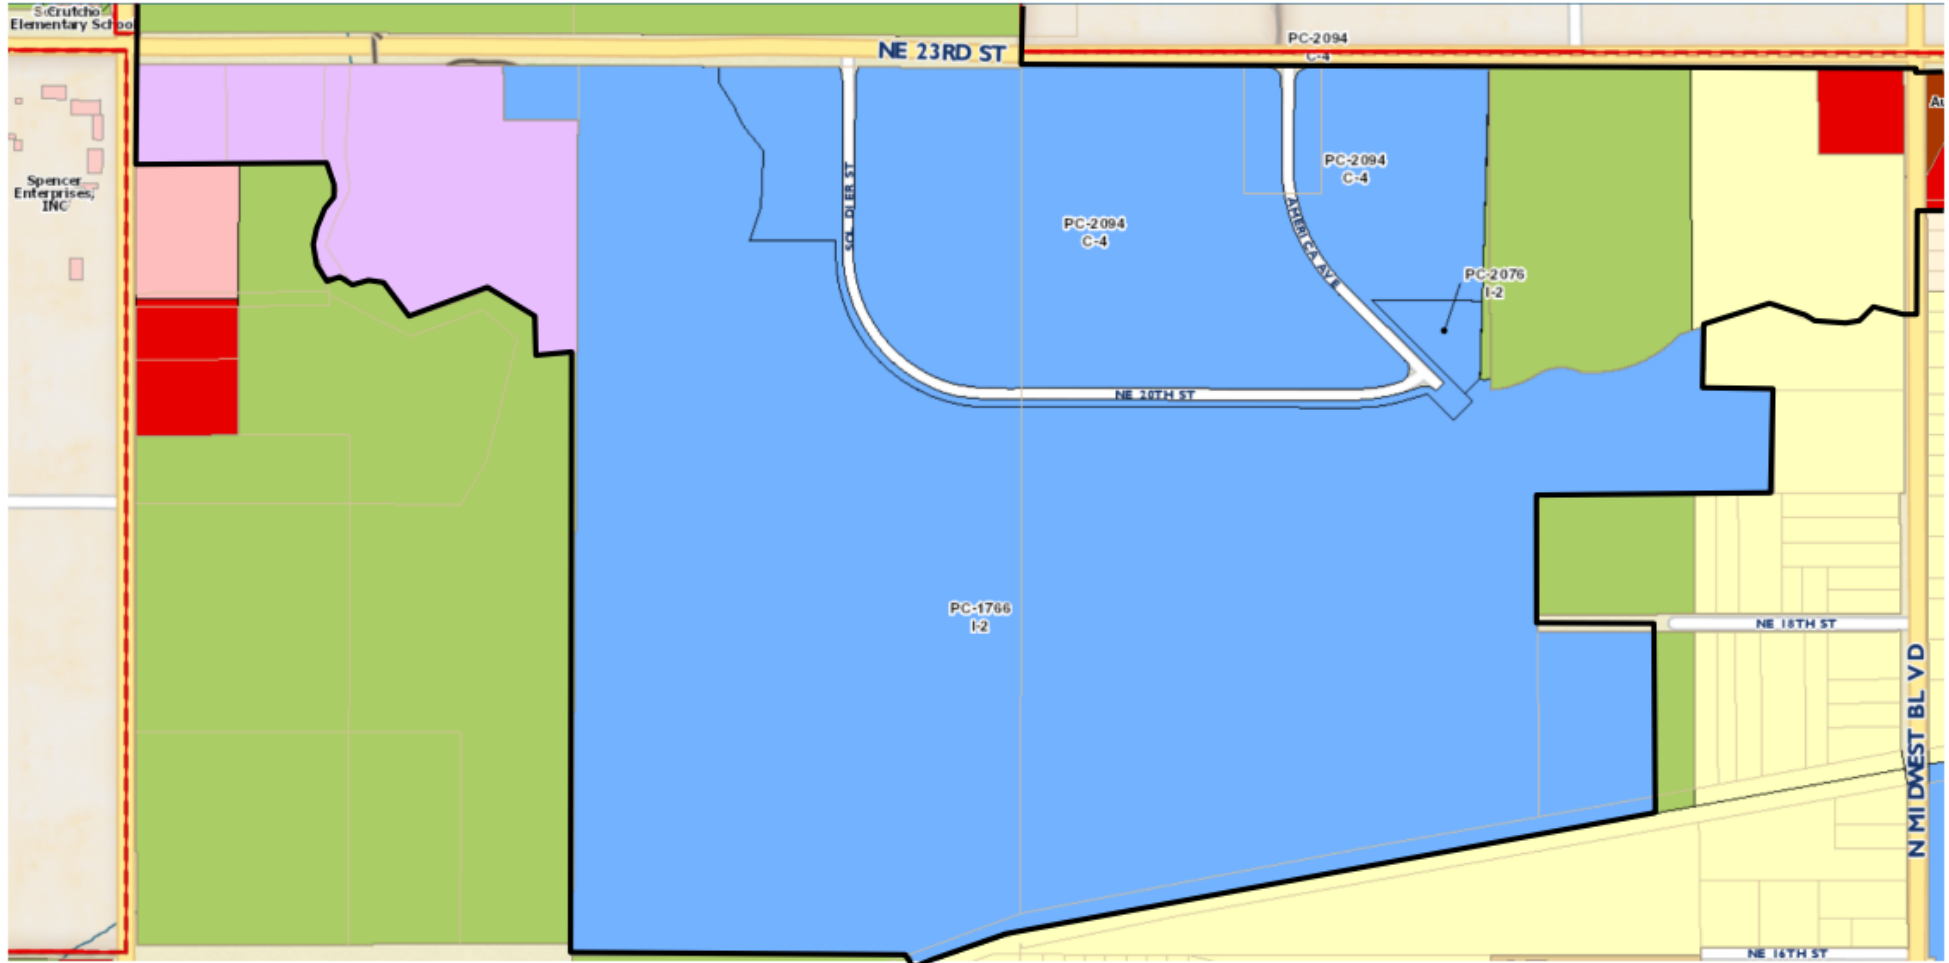 Scrutcho
Elementary School
NE 23RD ST
PC-2094
C-4
Spencer
Enterprises,
INC
SOLDIER ST
PC-2094
C-4
PC-2094
C-4
AMERICA AVE
PC-2076
I-2
NE 20TH ST
PC-1766
I-2
NE 18TH ST
N MIDWEST BLVD
NE 16TH ST